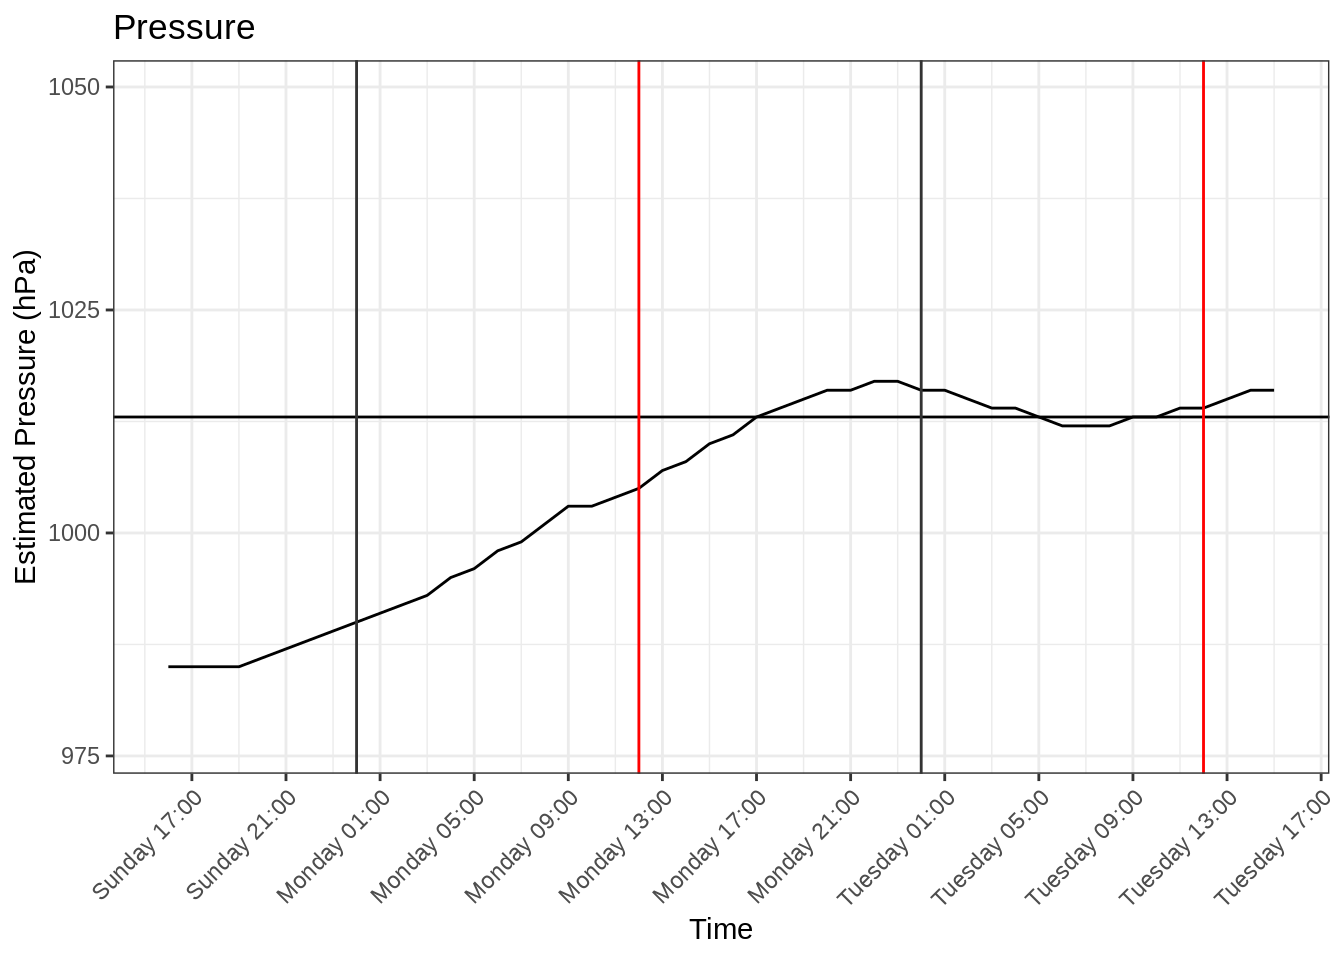 Pressure
Estimated Pressure (hPa)
1050
1025
1000
975
Sunday 17:00
Sunday 21:00
Monday 01:00
Monday 05:00
Monday 09:00
Monday 13:00
Monday 17:00
Monday 21:00
Tuesday 01:00
Tuesday 05:00
Tuesday 09:00
Tuesday 13:00
Tuesday 17:00
Time